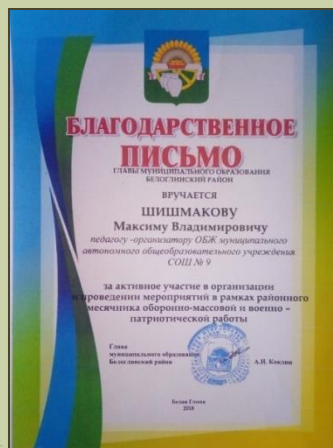 БЛАГОДАРСТВЕННОЕ
ПИСЬМО
ГЛАВЫ МУНИЦИПАЛЬНОГО ОБРАЗОВАНИЯ
БЕЛОГЛИНСКИЙ РАЙОН
ВРУЧАЕТСЯ
ШИШМАКОВУ
Максиму Владимировичу
педагогу -организатору ОБЖ муниципального
автономного общеобразовательного учреждения
СОШ № 9
за активное участие в организации
и проведении мероприятий в рамках районного
месячника оборонно-массовой и военно –
патриотической работы
Глава
муниципального образования
Белоглинский район
А.И. Коклин
Белая Глина
2018